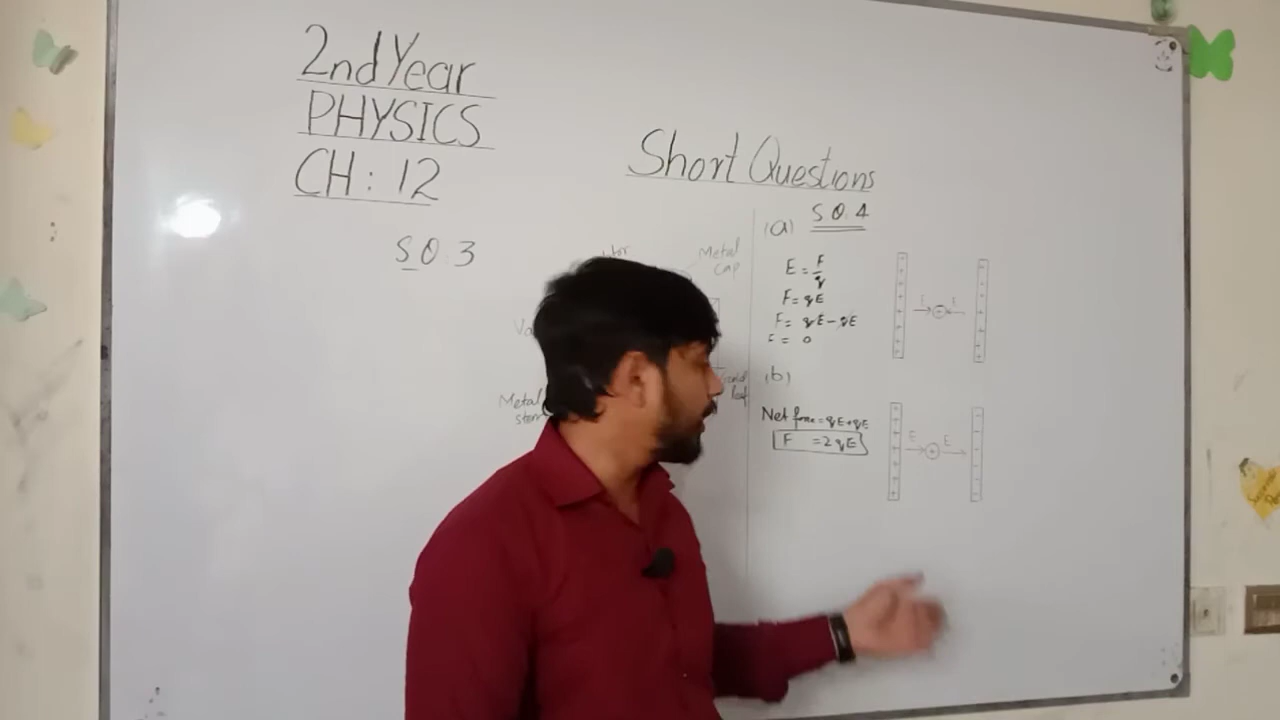 2nd Year
PHYSICS
CH: 12
Short Questions
S Q. 3
Metal
Cap
Metal
stem
S Q. 4
(a)
E = F/q
F = qE
F = qE - qE
F = 0
E E
(b)
Net force = qE + qE
F = 2qE
E E